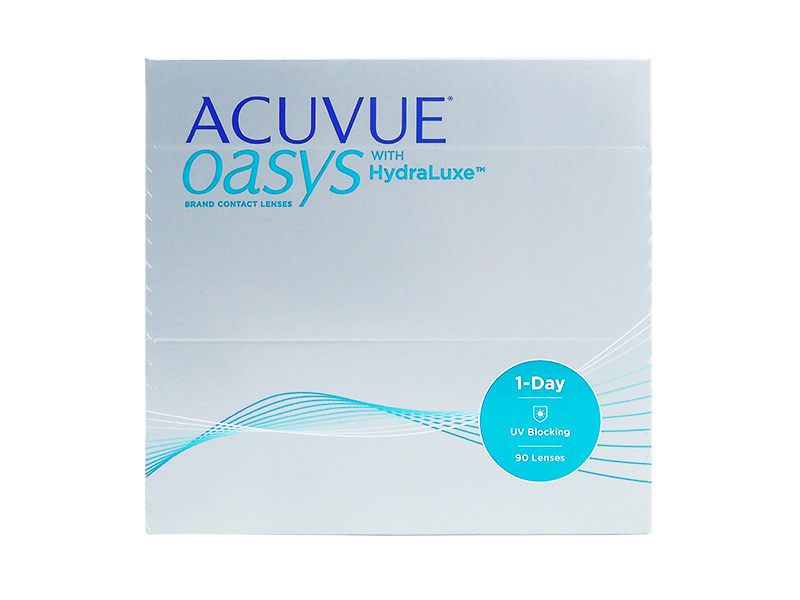 ACUVUE®
oasys WITH HydraLuxe™
BRAND CONTACT LENSES
1-Day
UV Blocking
90 Lenses